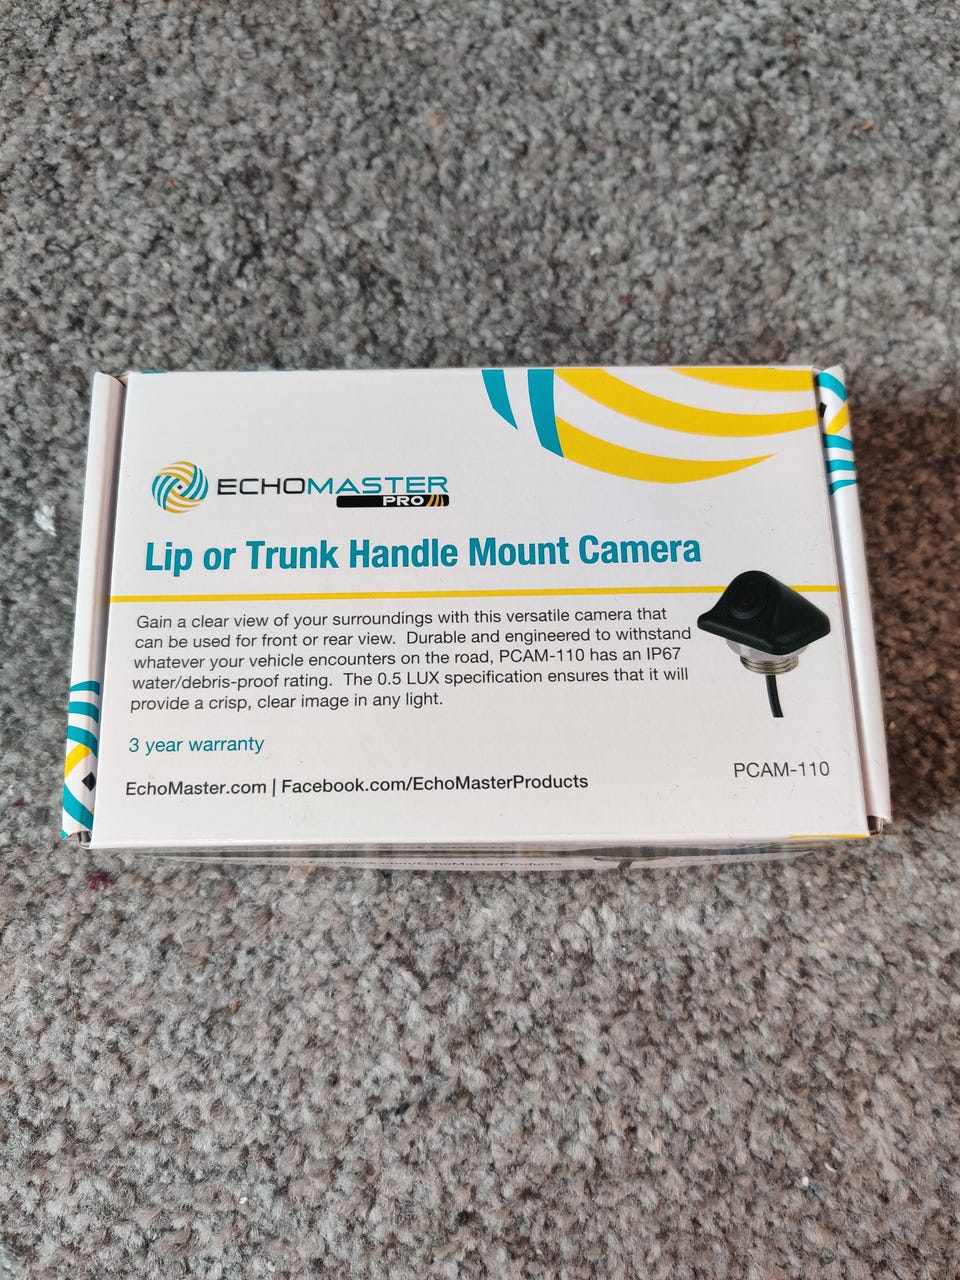 ECHOMASTER
PRO
Lip or Trunk Handle Mount Camera
Gain a clear view of your surroundings with this versatile camera that
can be used for front or rear view. Durable and engineered to withstand
whatever your vehicle encounters on the road, PCAM-110 has an IP67
water/debris-proof rating. The 0.5 LUX specification ensures that it will
provide a crisp, clear image in any light.
3 year warranty
EchoMaster.com | Facebook.com/EchoMasterProducts
PCAM-110